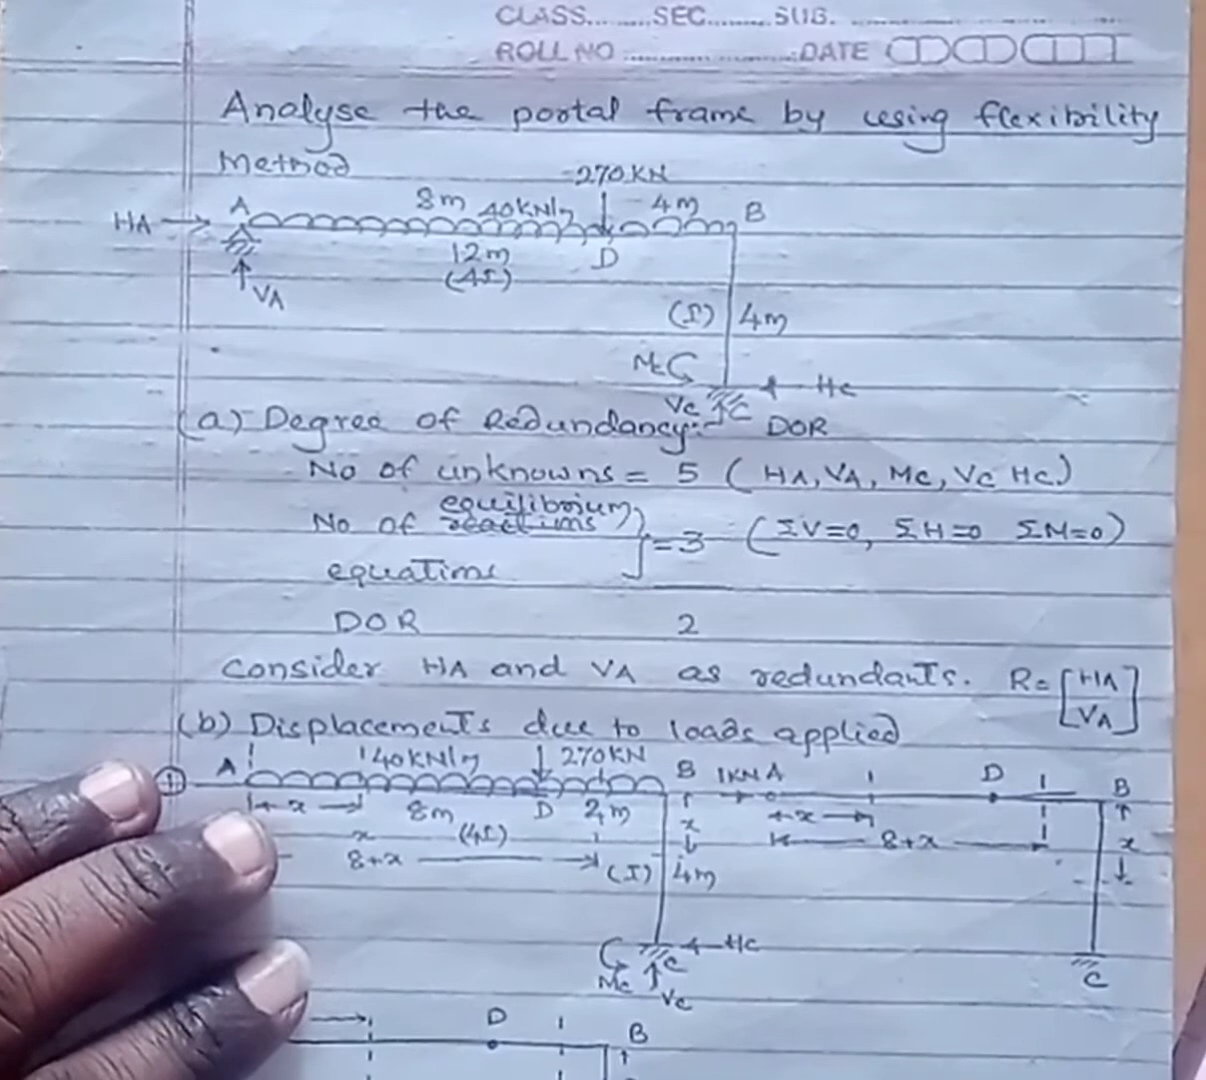 CLASS.........SEC.........SUB. ....................
ROLL NO ......................DATE
Analyse the portal frame by using flexibility
Method
270KN
8m 40KN/m 4m
A B
HA
12m D
(4I)
VA
(I) 4m
Mc
Hc
Vc C
(a) Degree of Redundancy:- DOR
No of unknowns = 5 ( HA, VA, Mc, Vc Hc)
equilibrium
No of reactions } = 3 ( ΣV=0, ΣH=0 ΣM=0)
equations
DOR 2
consider HA and VA as redundants. R= [HA
VA]
(b) Displacements due to loads applied
A 40KN/m 270KN B 1KN A D B
x 8m D 4m x x x
x (4I) 8+x
8+x (I) 4m
Hc
Mc C Vc C
D B